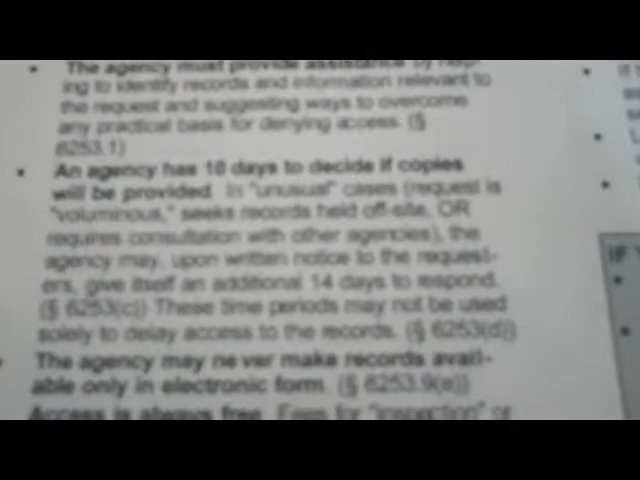 • The agency must provide assistance by help-
ing to identify records and information relevant to
the request and suggesting ways to overcome
any practical basis for denying access. (§
6253.1)
• An agency has 10 days to decide if copies
will be provided. In "unusual" cases (request is
"voluminous," seeks records held off-site, OR
requires consultation with other agencies), the
agency may, upon written notice to the request-
ers, give itself an additional 14 days to respond.
(§ 6253(c)) These time periods may not be used
solely to delay access to the records. (§ 6253(d))
• The agency may never make records avail-
able only in electronic form. (§ 6253.9(e))
Access is always free. Fees for "inspection" or
IF